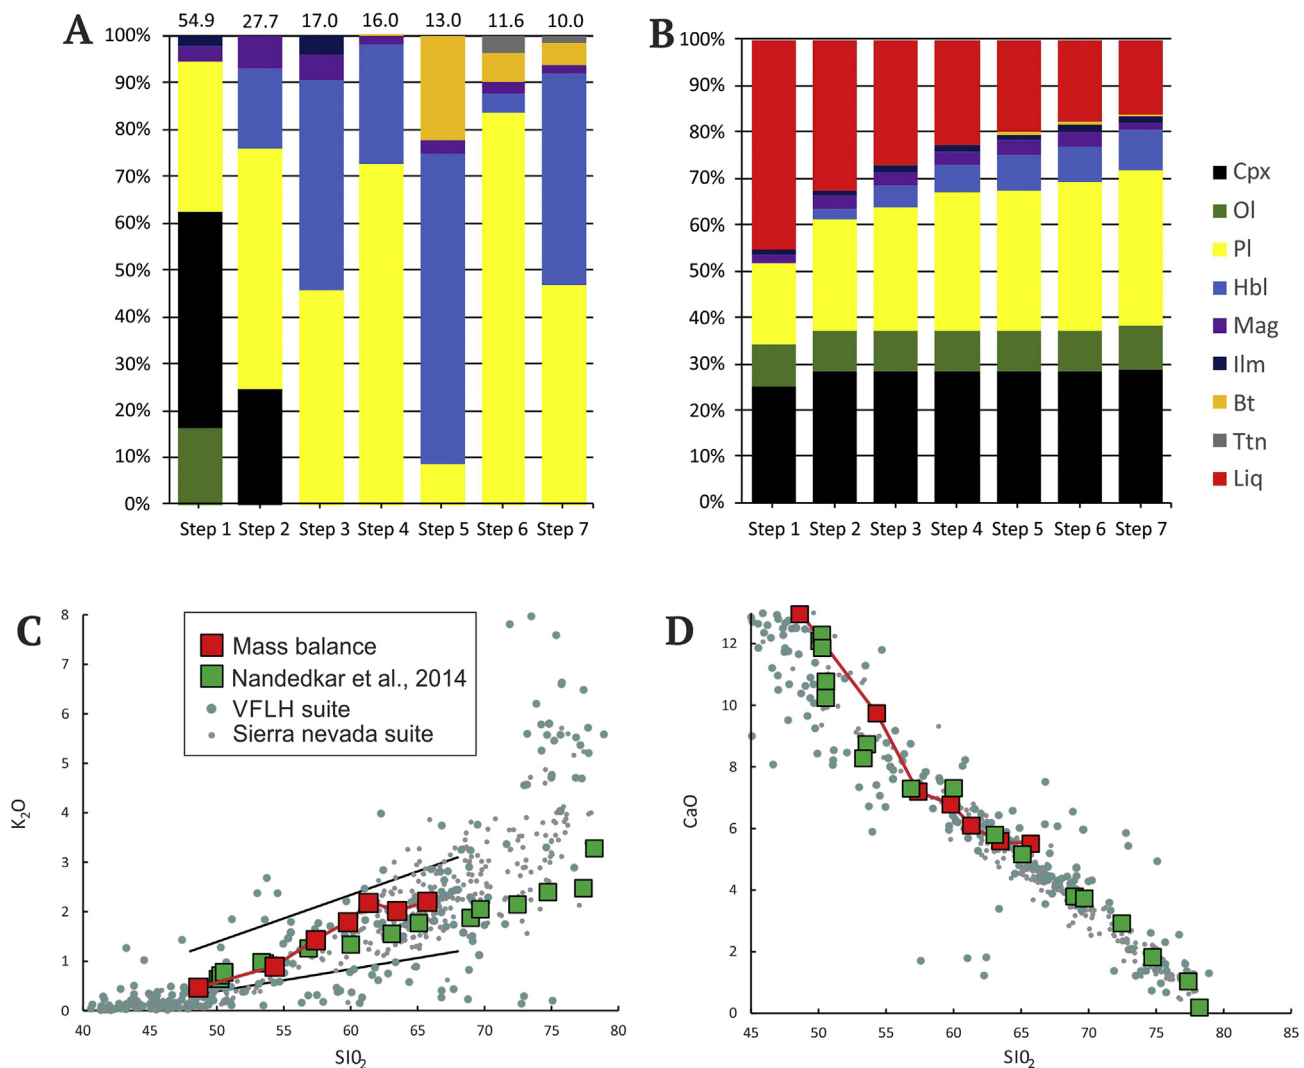 A
54.9 27.7 17.0 16.0 13.0 11.6 10.0
100%
90%
80%
70%
60%
50%
40%
30%
20%
10%
0%
Step 1 Step 2 Step 3 Step 4 Step 5 Step 6 Step 7
B
100%
90%
80%
70%
60%
50%
40%
30%
20%
10%
0%
Step 1 Step 2 Step 3 Step 4 Step 5 Step 6 Step 7
Cpx
Ol
Pl
Hbl
Mag
Ilm
Bt
Ttn
Liq
C
8
7
6
5
4
3
2
1
0
K₂O
Mass balance
Nandedkar et al., 2014
VFLH suite
Sierra nevada suite
40 45 50 55 60 65 70 75 80
SIO₂
D
12
10
8
6
4
2
0
CaO
45 50 55 60 65 70 75 80 85
SIO₂